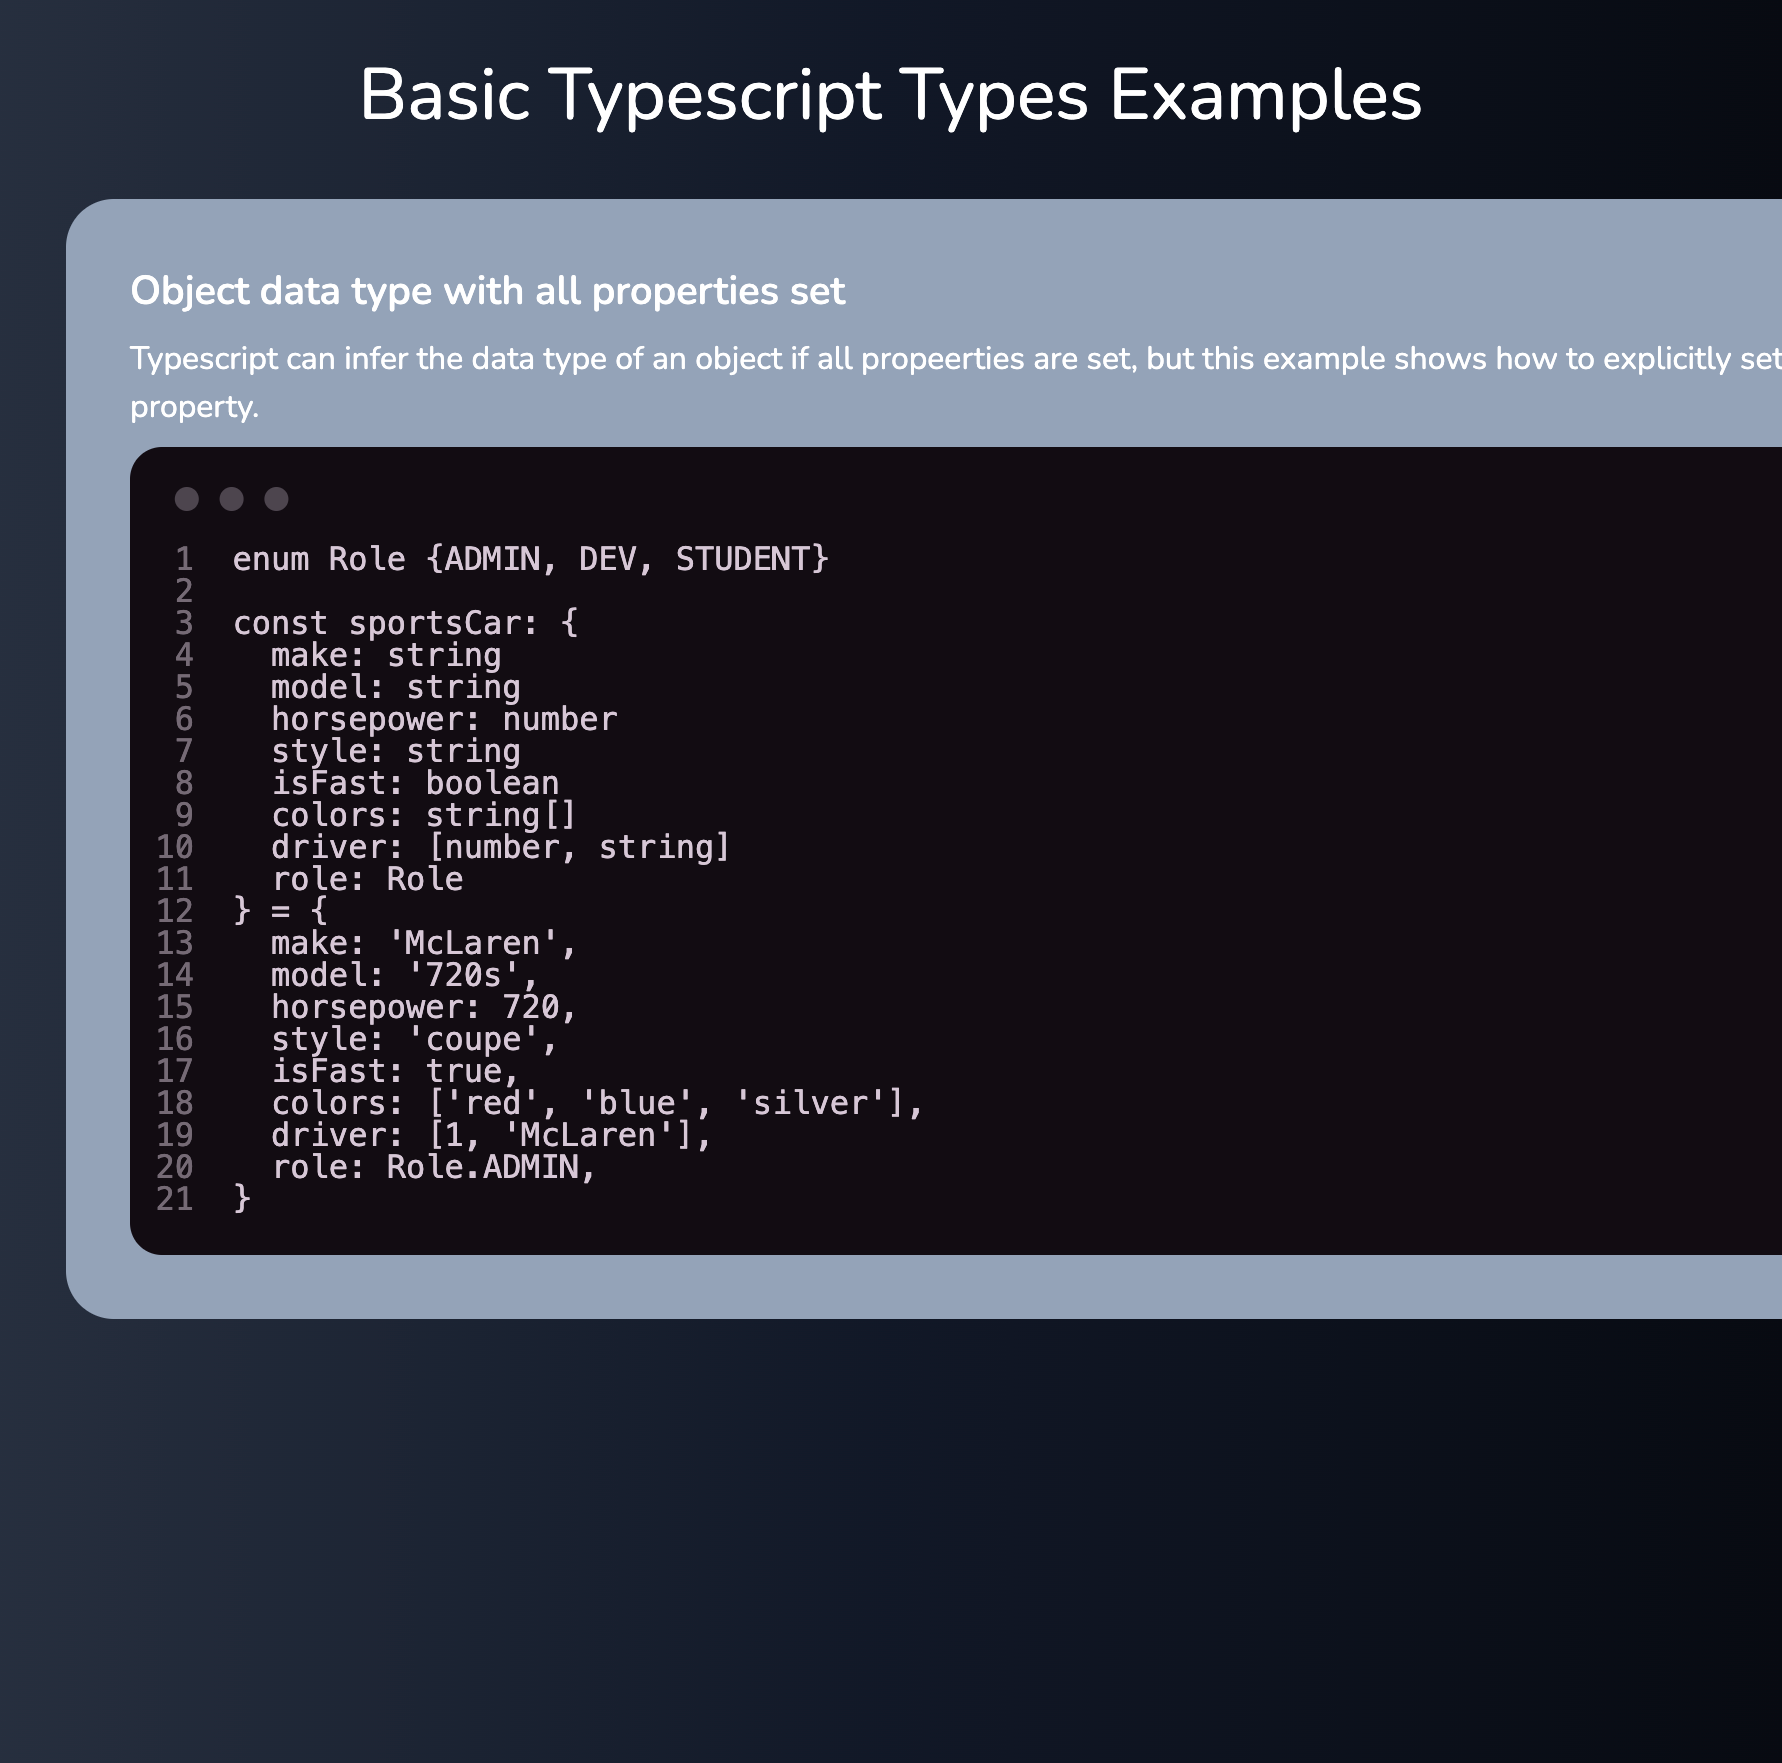 Basic Typescript Types Examples
Object data type with all properties set
Typescript can infer the data type of an object if all propeerties are set, but this example shows how to explicitly set
property.
1 enum Role {ADMIN, DEV, STUDENT}
2
3 const sportsCar: {
4   make: string
5   model: string
6   horsepower: number
7   style: string
8   isFast: boolean
9   colors: string[]
10   driver: [number, string]
11   role: Role
12 } = {
13   make: 'McLaren',
14   model: '720s',
15   horsepower: 720,
16   style: 'coupe',
17   isFast: true,
18   colors: ['red', 'blue', 'silver'],
19   driver: [1, 'McLaren'],
20   role: Role.ADMIN,
21 }